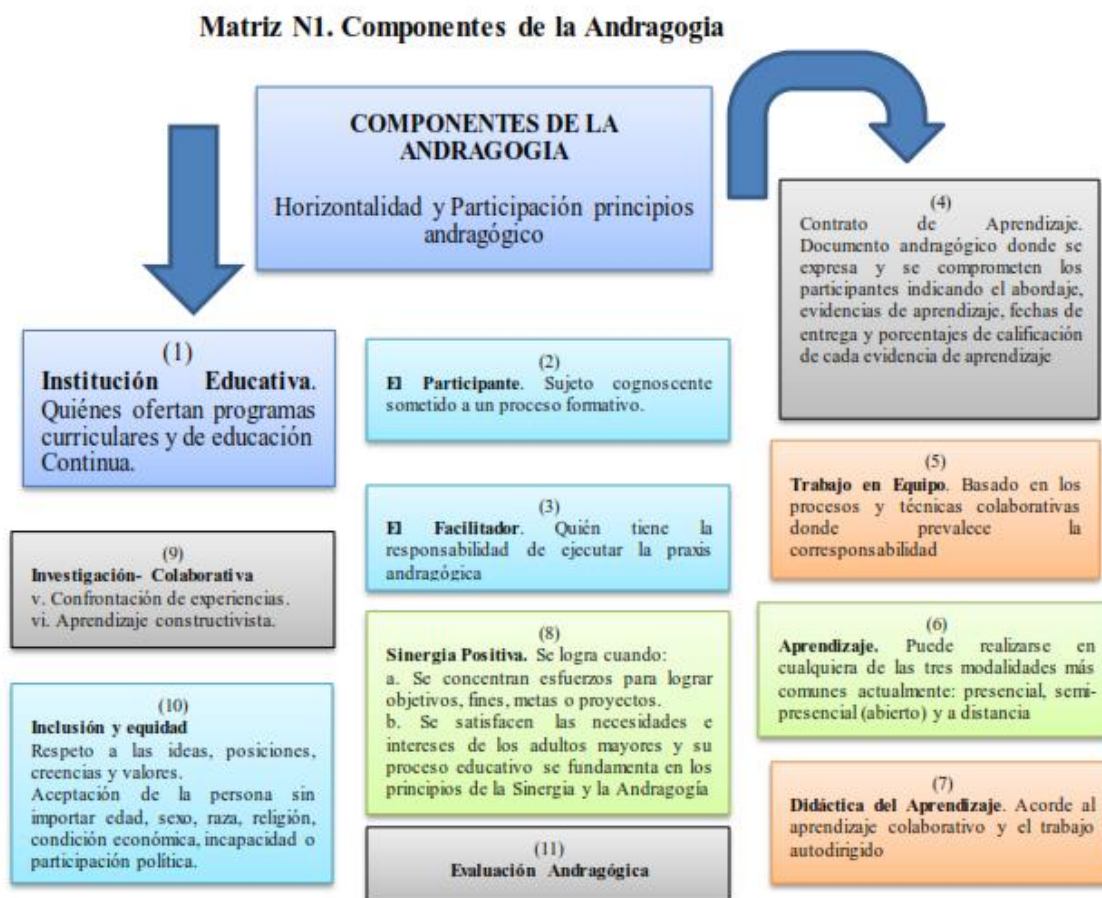 Matriz N1. Componentes de la Andragogia
COMPONENTES DE LA
ANDRAGOGIA
Horizontalidad y Participación principios
andragógico
(1)
Institución Educativa.
Quiénes ofertan programas
curriculares y de educación
Continua.
(2)
El Participante. Sujeto cognoscente
sometido a un proceso formativo.
(3)
El Facilitador. Quién tiene la
responsabilidad de ejecutar la praxis
andragógica
(4)
Contrato de Aprendizaje.
Documento andragógico donde se
expresa y se comprometen los
participantes indicando el abordaje,
evidencias de aprendizaje, fechas de
entrega y porcentajes de calificación
de cada evidencia de aprendizaje
(5)
Trabajo en Equipo. Basado en los
procesos y técnicas colaborativas
donde prevalece la
corresponsabilidad
(6)
Aprendizaje. Puede realizarse en
cualquiera de las tres modalidades más
comunes actualmente: presencial, semi-
presencial (abierto) y a distancia
(7)
Didáctica del Aprendizaje. Acorde al
aprendizaje colaborativo y el trabajo
autodirigido
(8)
Sinergia Positiva. Se logra cuando:
a. Se concentran esfuerzos para lograr
objetivos, fines, metas o proyectos.
b. Se satisfacen las necesidades e
intereses de los adultos mayores y su
proceso educativo se fundamenta en los
principios de la Sinergia y la Andragogía
(9)
Investigación- Colaborativa
v. Confrontación de experiencias.
vi. Aprendizaje constructivista.
(10)
Inclusión y equidad
Respeto a las ideas, posiciones,
creencias y valores.
Aceptación de la persona sin
importar edad, sexo, raza, religión,
condición económica, incapacidad o
participación política.
(11)
Evaluación Andragógica